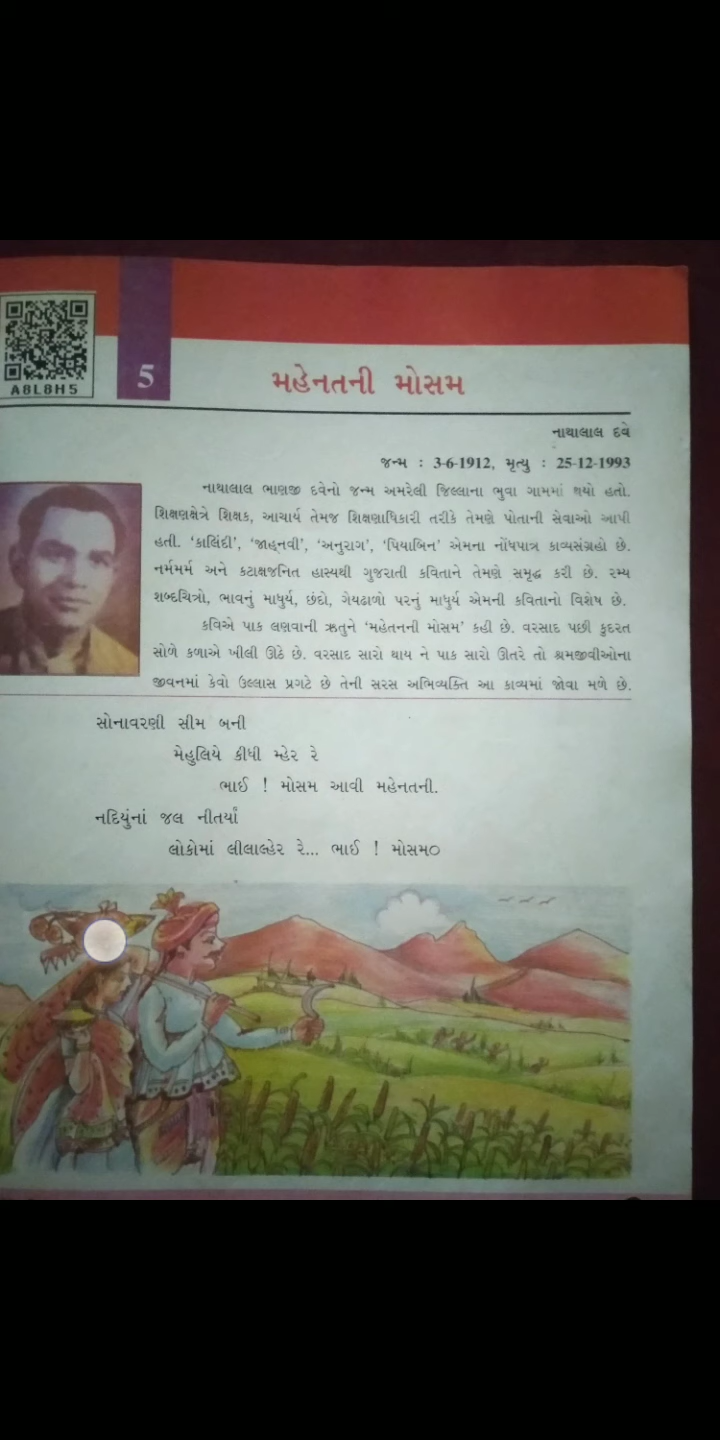 A8L8H5
5
મહેનતની મોસમ
નાથાલાલ દવે
જન્મ : 3-6-1912, મૃત્યુ : 25-12-1993
નાથાલાલ ભાણજી દવેનો જન્મ અમરેલી જિલ્લાના ભુવા ગામમાં થયો હતો.
શિક્ષણક્ષેત્રે શિક્ષક, આચાર્ય તેમજ શિક્ષણાધિકારી તરીકે તેમણે પોતાની સેવાઓ આપી
હતી. ‘કાલિંદી’, ‘જાહ્નવી’, ‘અનુરાગ’, ‘પિયાબિન’ એમના નોંધપાત્ર કાવ્યસંગ્રહો છે.
નર્મમર્મ અને કટાક્ષજનિત હાસ્યથી ગુજરાતી કવિતાને તેમણે સમૃદ્ધ કરી છે. રમ્ય
શબ્દચિત્રો, ભાવનું માધુર્ય, છંદો, ગેયઢાળો પરનું માધુર્ય એમની કવિતાનો વિશેષ છે.
કવિએ પાક લણવાની ઋતુને ‘મહેતનની મોસમ’ કહી છે. વરસાદ પછી કુદરત
સોળે કળાએ ખીલી ઊઠે છે. વરસાદ સારો થાય ને પાક સારો ઊતરે તો શ્રમજીવીઓના
જીવનમાં કેવો ઉલ્લાસ પ્રગટે છે તેની સરસ અભિવ્યક્તિ આ કાવ્યમાં જોવા મળે છે.
સોનાવરણી સીમ બની
મેહુલિયે કીધી મ્હેર રે
ભાઈ ! મોસમ આવી મહેનતની.
નદિયુંનાં જલ નીતર્યાં
લોકોમાં લીલાલ્હેર રે... ભાઈ ! મોસમ૦